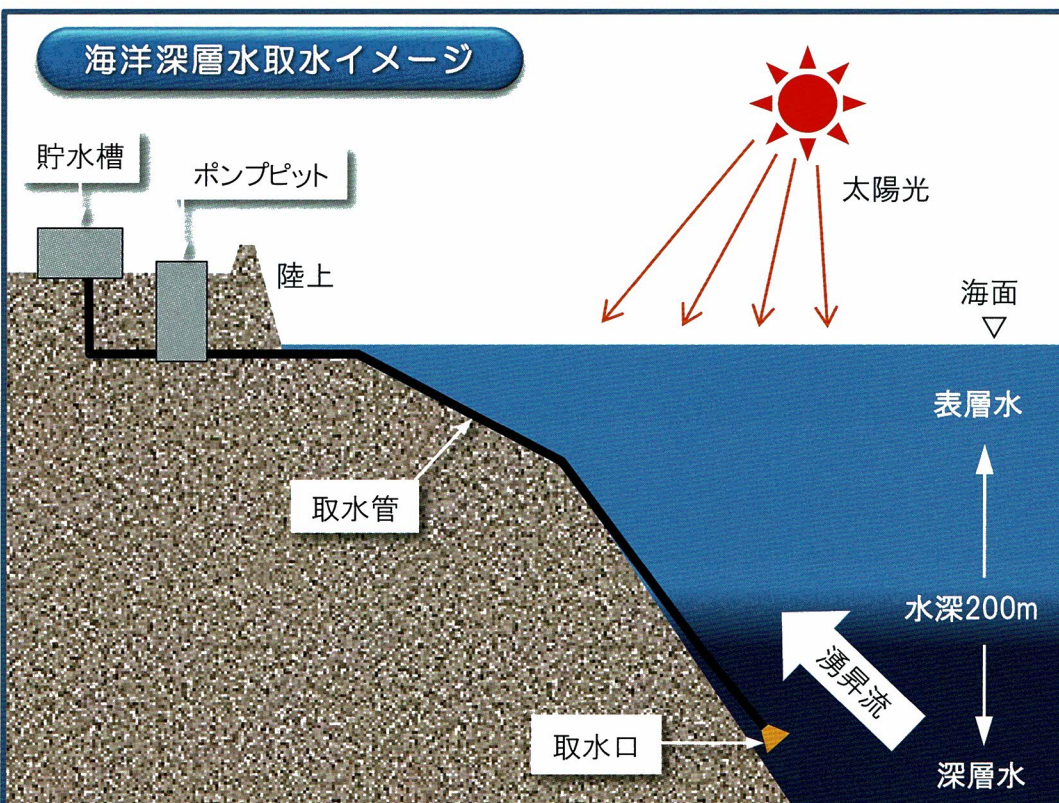 海洋深層水取水イメージ
貯水槽
ポンプピット
太陽光
陸上
海面
表層水
取水管
水深200m
湧昇流
取水口
深層水